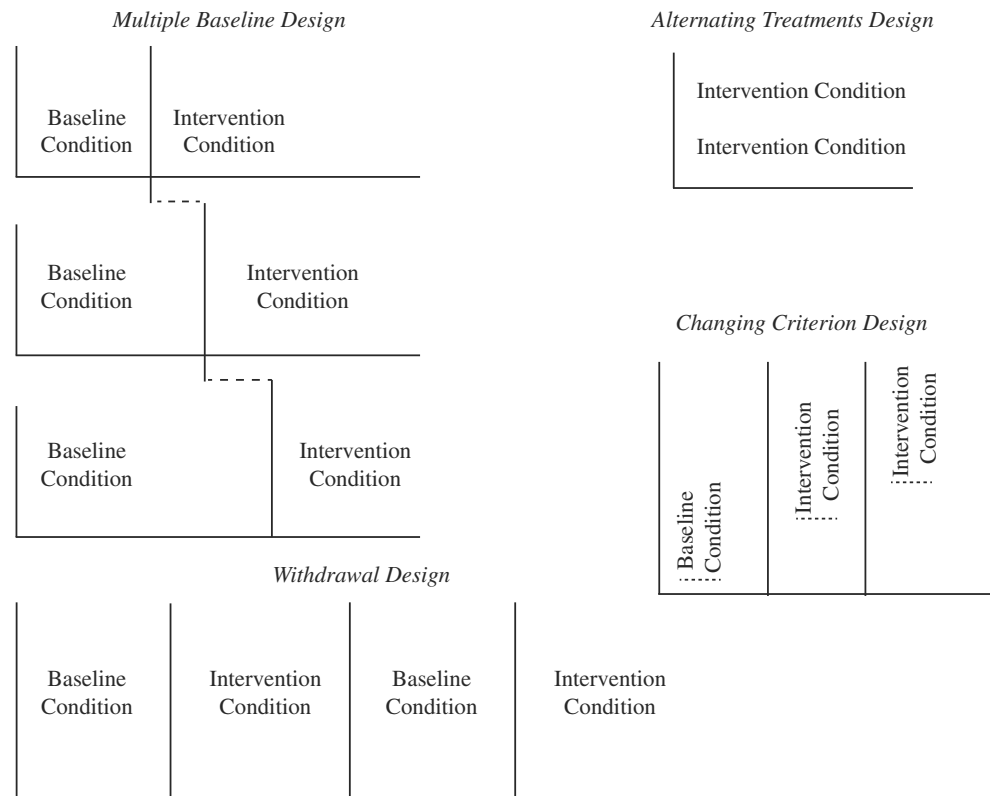 Multiple Baseline Design
Baseline
Condition
Intervention
Condition
Baseline
Condition
Intervention
Condition
Baseline
Condition
Intervention
Condition
Alternating Treatments Design
Intervention Condition
Intervention Condition
Changing Criterion Design
Baseline
Condition
Intervention
Condition
Intervention
Condition
Withdrawal Design
Baseline
Condition
Intervention
Condition
Baseline
Condition
Intervention
Condition